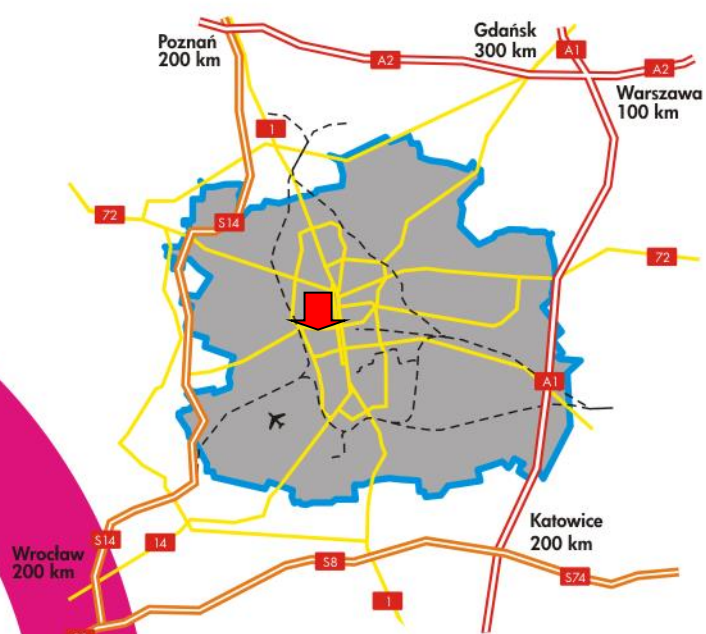 Poznań
200 km
Gdańsk
300 km
A1
A2
A2
Warszawa
100 km
1
72
S14
72
A1
Katowice
200 km
S14
14
Wrocław
200 km
S8
S74
1